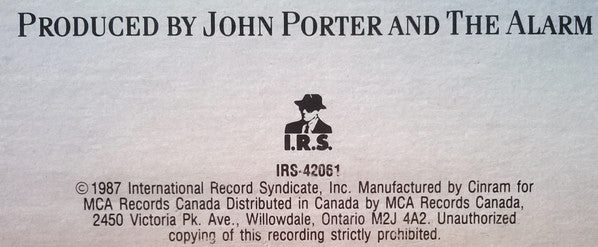 PRODUCED BY JOHN PORTER AND THE ALARM
I.R.S.
IRS-42061
©1987 International Record Syndicate, Inc. Manufactured by Cinram for
MCA Records Canada Distributed in Canada by MCA Records Canada,
2450 Victoria Pk. Ave., Willowdale, Ontario M2J 4A2. Unauthorized
copying of this recording strictly prohibited.